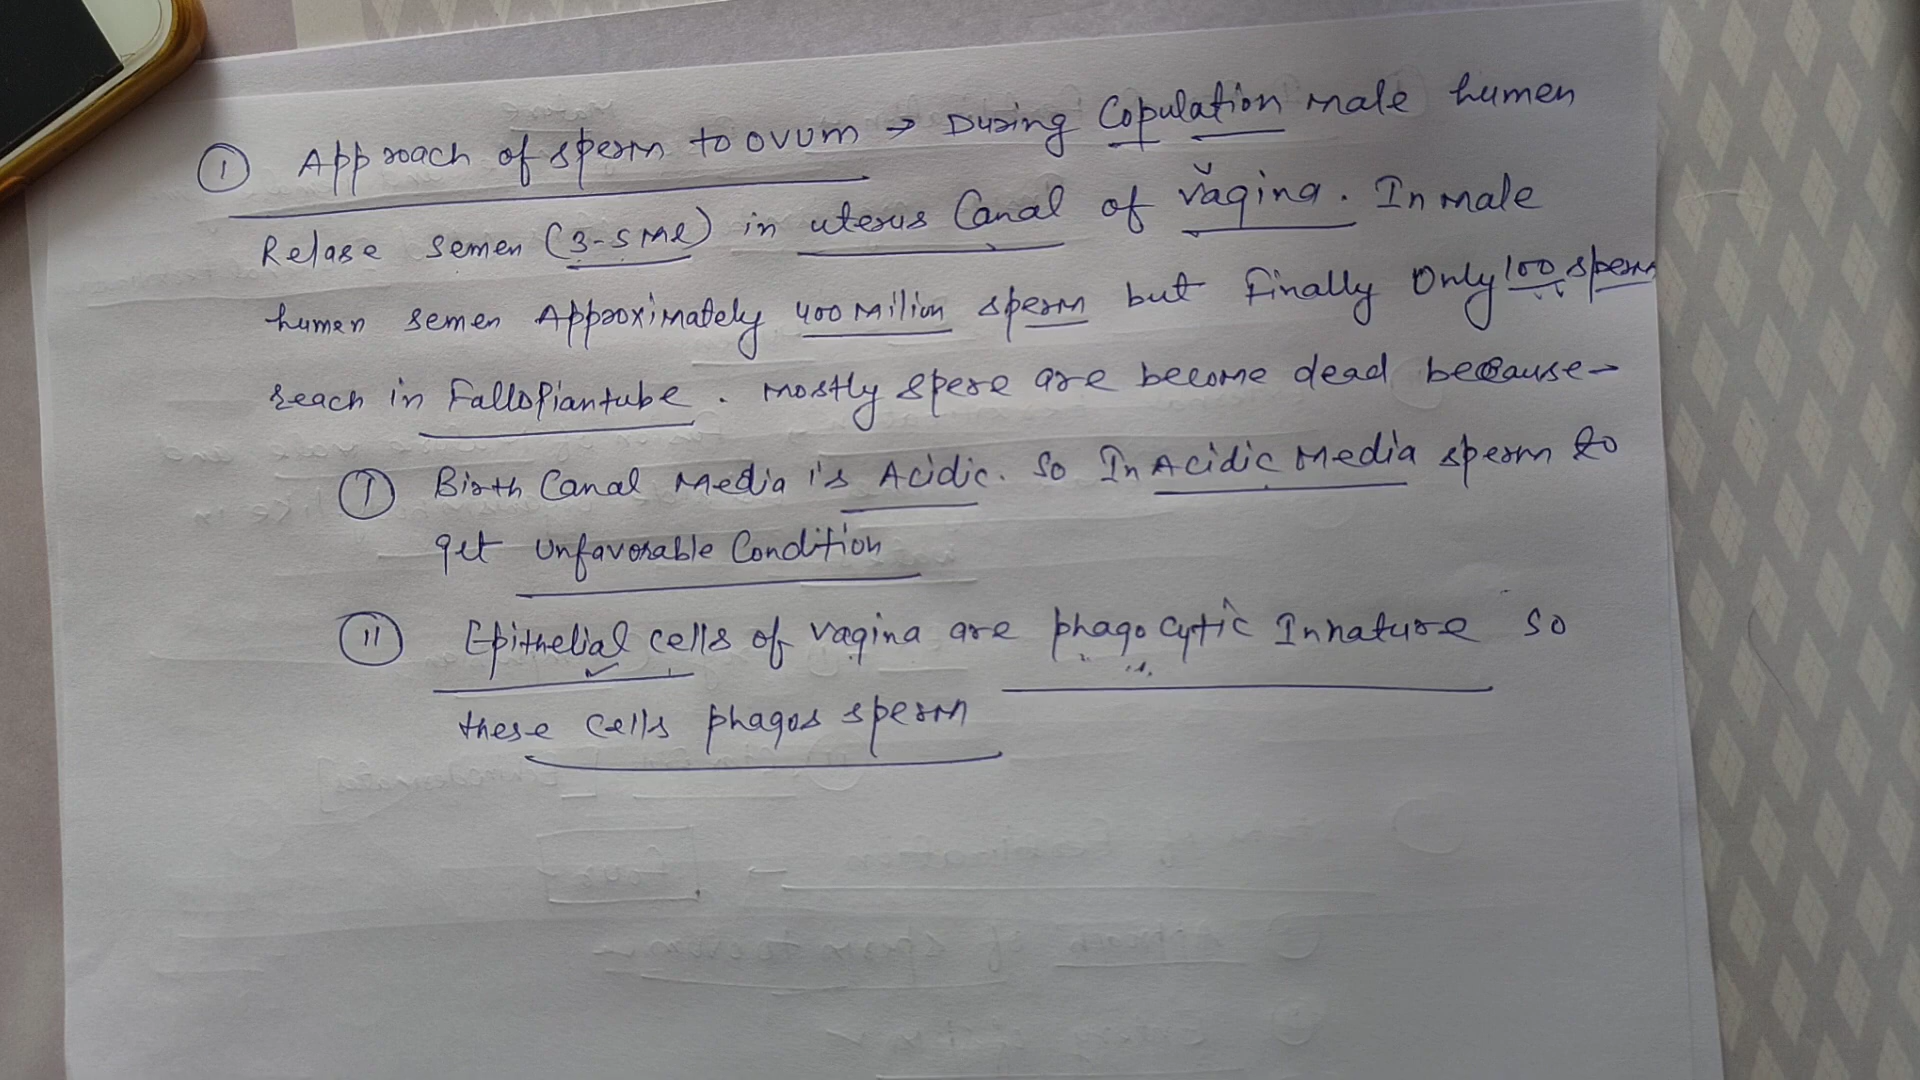 ① Approach of sperm to ovum → During Copulation male humen
Relase semen (3-5 ml) in uterus Canal of vagina. In male
humen semen Approximately 400 milion sperm but finally Only 100 sperm
reach in Fallopiantube. Mostly spere are become dead because→
Ⓘ Birth Canal Media is Acidic. So In Acidic Media sperm to
get Unfavorable Condition
ⓘⓘ Epithelial cells of vagina are phagocytic In nature so
these cells phagos sperm